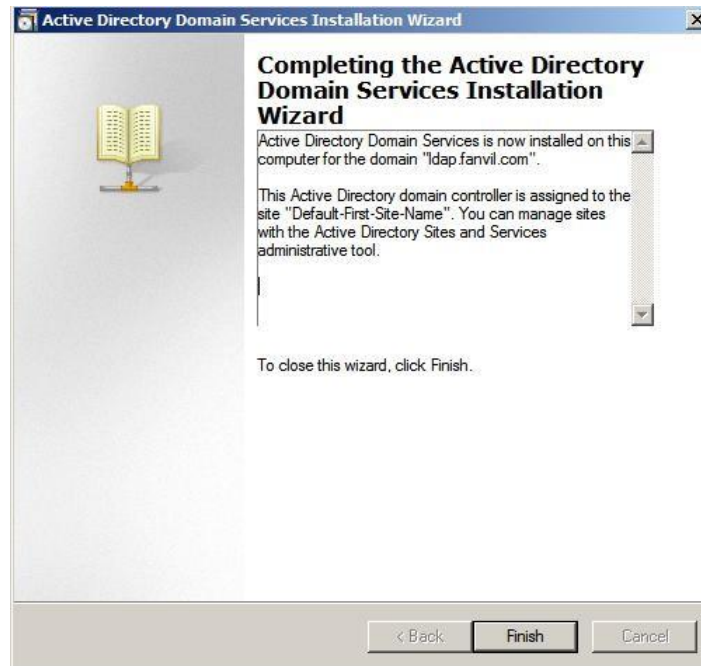 Active Directory Domain Services Installation Wizard
Completing the Active Directory
Domain Services Installation
Wizard
Active Directory Domain Services is now installed on this
computer for the domain "ldap.fanvil.com".
This Active Directory domain controller is assigned to the
site "Default-First-Site-Name". You can manage sites
with the Active Directory Sites and Services
administrative tool.
To close this wizard, click Finish.
< Back
Finish
Cancel